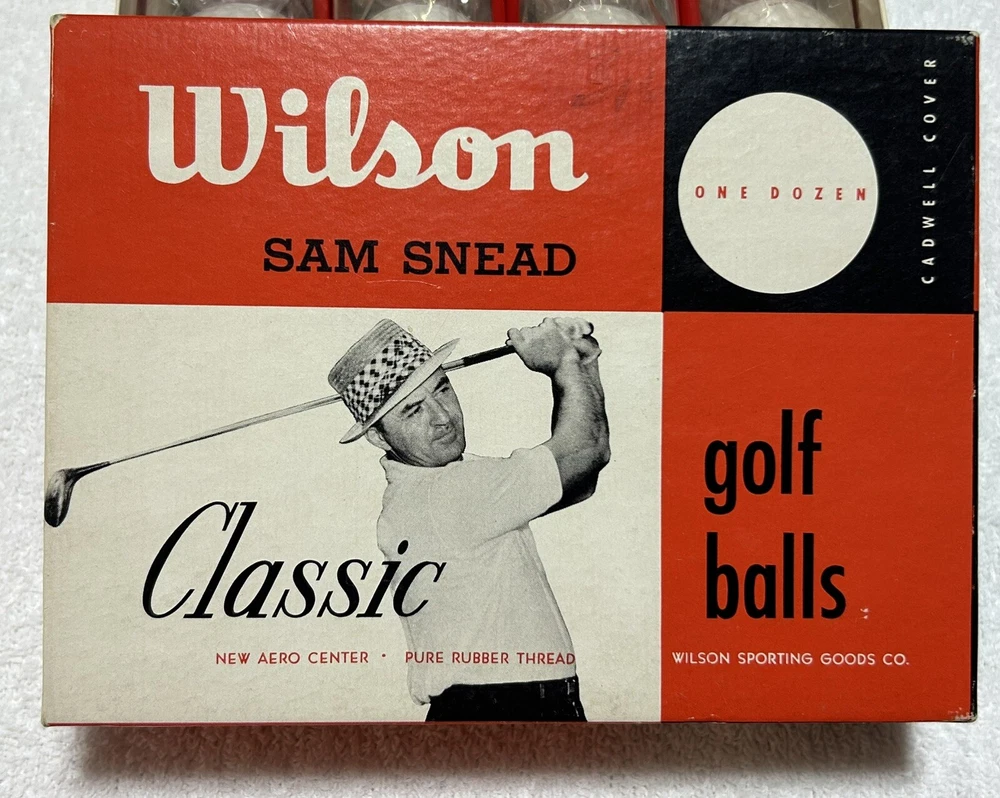 Wilson
SAM SNEAD
ONE DOZEN
CADWELL COVER
Classic
golf
balls
NEW AERO CENTER · PURE RUBBER THREAD
WILSON SPORTING GOODS CO.